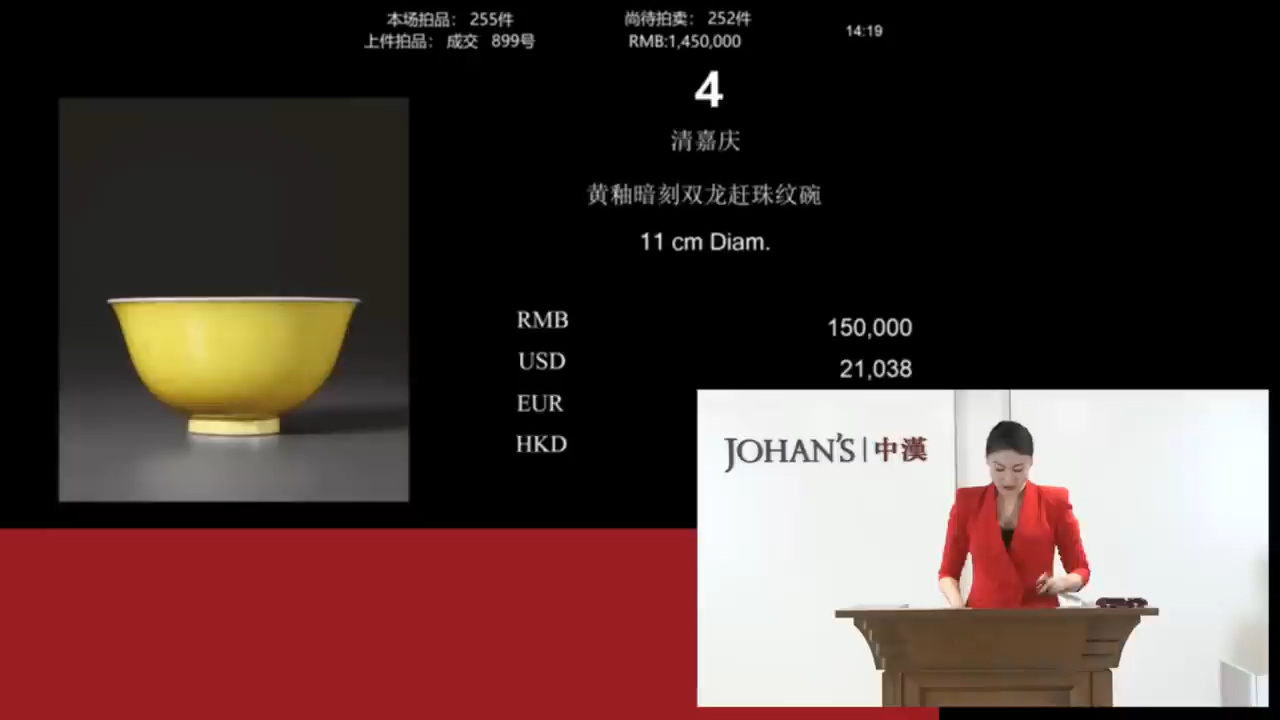 本场拍品： 255件
尚待拍卖： 252件
上件拍品： 成交 899号
RMB:1,450,000
14:19
4
清嘉庆
黄釉暗刻双龙赶珠纹碗
11 cm Diam.
RMB 150,000
USD 21,038
EUR
HKD
JOHAN'S | 中漢